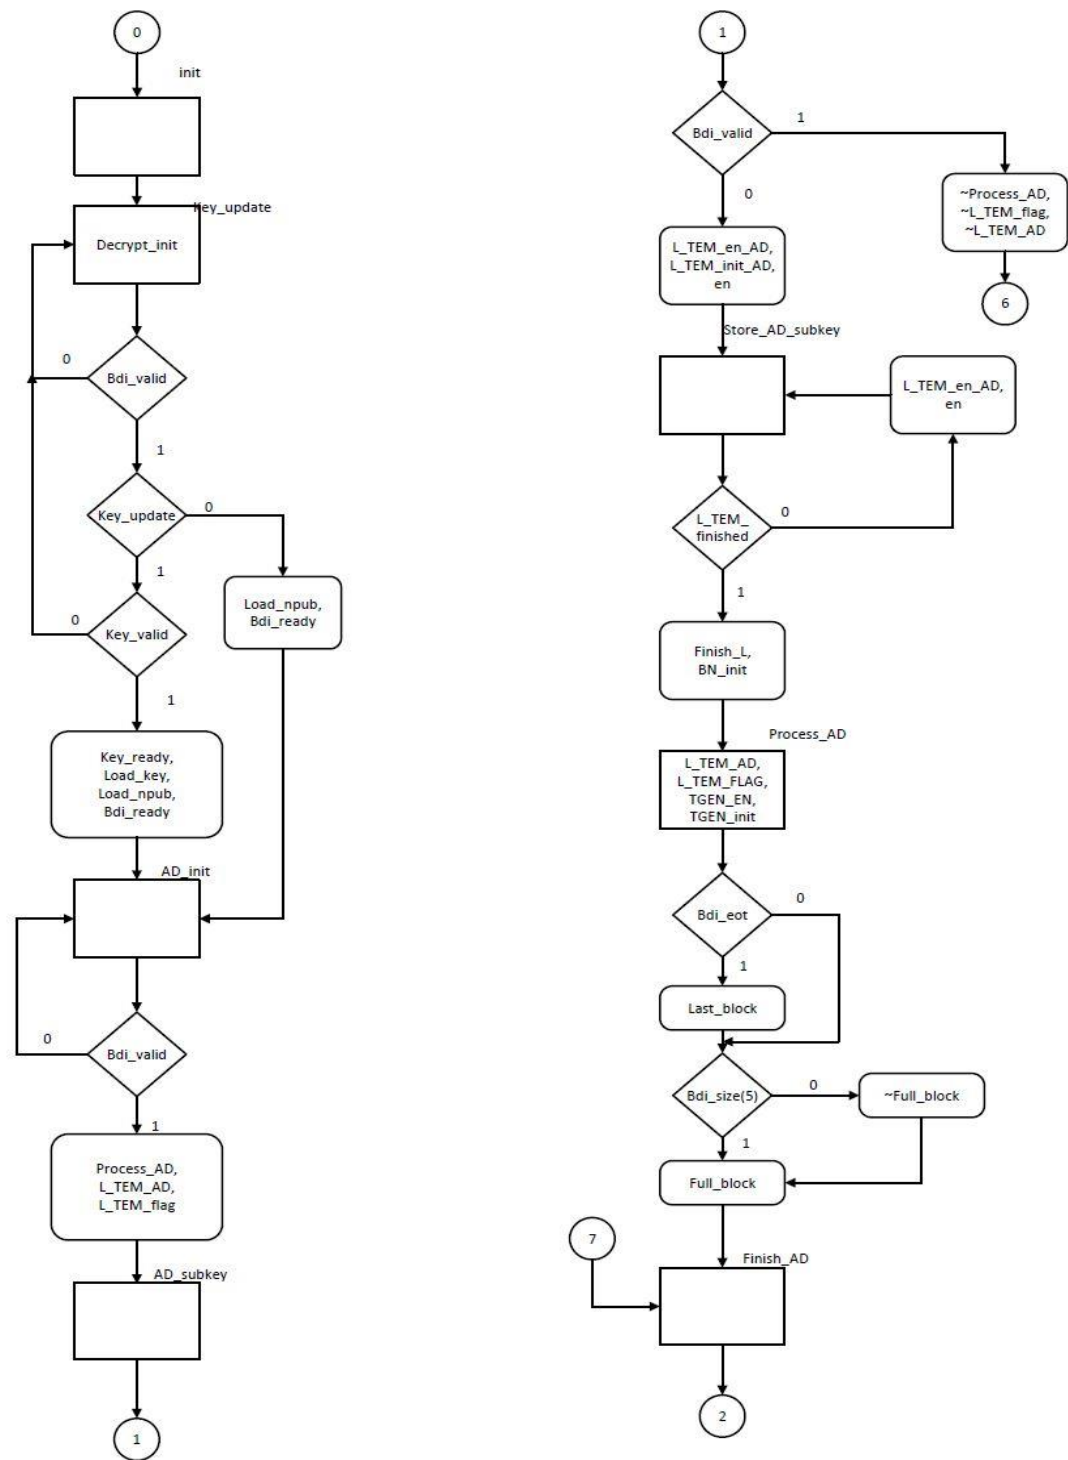 0
init
Key_update
Decrypt_init
0
Bdi_valid
1
Key_update
0
1
Load_npub,
Bdi_ready
0
Key_valid
1
Key_ready,
Load_key,
Load_npub,
Bdi_ready
AD_init
0
Bdi_valid
1
Process_AD,
L_TEM_AD,
L_TEM_flag
AD_subkey
1
1
Bdi_valid
1
0
~Process_AD,
~L_TEM_flag,
~L_TEM_AD
6
L_TEM_en_AD,
L_TEM_init_AD,
en
Store_AD_subkey
L_TEM_en_AD,
en
L_TEM_
finished
0
1
Finish_L,
BN_init
Process_AD
L_TEM_AD,
L_TEM_FLAG,
TGEN_EN,
TGEN_init
Bdi_eot
0
1
Last_block
Bdi_size(5)
0
~Full_block
1
Full_block
7
Finish_AD
2